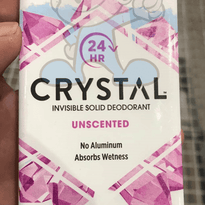 24
HR
CRYSTAL
INVISIBLE SOLID DEODORANT
UNSCENTED
No Aluminum
Absorbs Wetness